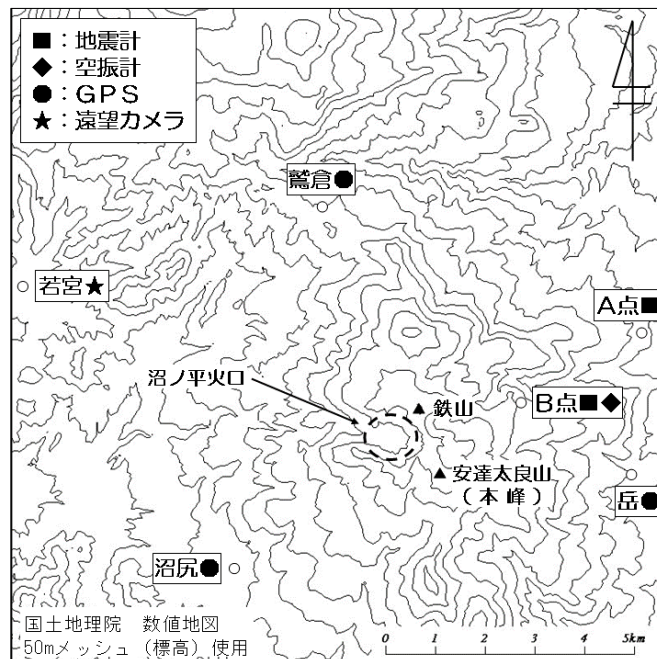 ■：地震計
◆：空振計
●：ＧＰＳ
★：遠望カメラ
鷲倉●
若宮★
A点■
沼ノ平火口
鉄山
B点■◆
安達太良山
（本峰）
岳●
沼尻●
国土地理院　数値地図
50mメッシュ（標高）使用
0 1 2 3 4 5km